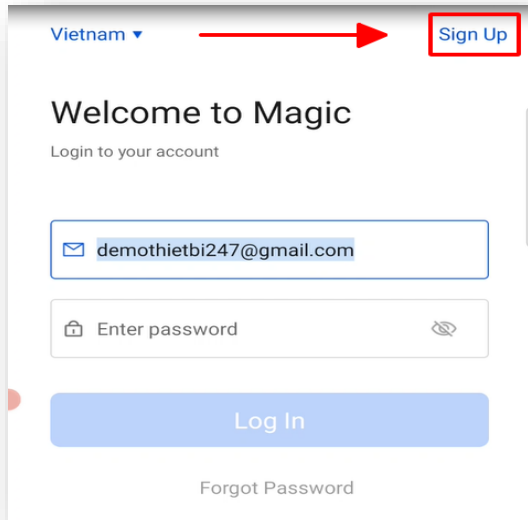 Vietnam ▼ Sign Up
Welcome to Magic
Login to your account
demothietbi247@gmail.com
Enter password
Log In
Forgot Password